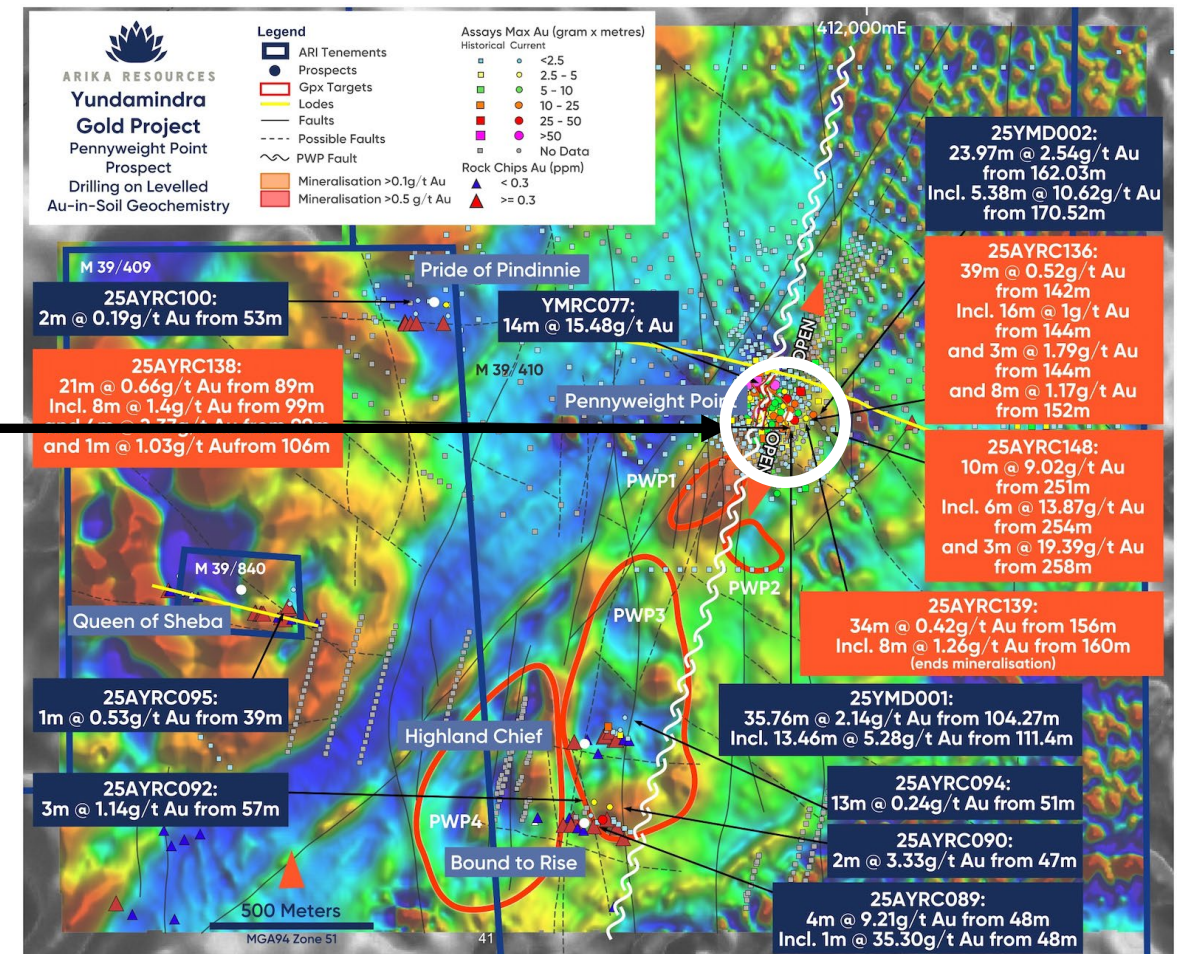 412,000mE
ARIKA RESOURCES
Yundamindra
Gold Project
Pennyweight Point
Prospect
Drilling on Levelled
Au-in-Soil Geochemistry
Legend
ARI Tenements
Prospects
Gpx Targets
Lodes
Faults
Possible Faults
PWP Fault
Mineralisation >0.1g/t Au
Mineralisation >0.5 g/t Au
Assays Max Au (gram x metres)
Historical Current
<2.5
2.5 - 5
5 - 10
10 - 25
25 - 50
>50
No Data
Rock Chips Au (ppm)
< 0.3
>= 0.3
25YMD002:
23.97m @ 2.54g/t Au
from 162.03m
Incl. 5.38m @ 10.62g/t Au
from 170.52m
M 39/409
Pride of Pindinnie
25AYRC100:
2m @ 0.19g/t Au from 53m
YMRC077:
14m @ 15.48g/t Au
25AYRC136:
39m @ 0.52g/t Au
from 142m
Incl. 16m @ 1g/t Au
from 144m
and 3m @ 1.79g/t Au
from 144m
and 8m @ 1.17g/t Au
from 152m
OPEN
25AYRC138:
21m @ 0.66g/t Au from 89m
Incl. 8m @ 1.4g/t Au from 99m
and 1m @ 1.03g/t Aufrom 106m
M 39/410
Pennyweight Poin
OPEN
25AYRC148:
10m @ 9.02g/t Au
from 251m
Incl. 6m @ 13.87g/t Au
from 254m
and 3m @ 19.39g/t Au
from 258m
PWP1
PWP2
PWP3
M 39/840
Queen of Sheba
25AYRC139:
34m @ 0.42g/t Au from 156m
Incl. 8m @ 1.26g/t Au from 160m
(ends mineralisation)
25AYRC095:
1m @ 0.53g/t Au from 39m
25YMD001:
35.76m @ 2.14g/t Au from 104.27m
Incl. 13.46m @ 5.28g/t Au from 111.4m
Highland Chief
25AYRC092:
3m @ 1.14g/t Au from 57m
25AYRC094:
13m @ 0.24g/t Au from 51m
PWP4
25AYRC090:
2m @ 3.33g/t Au from 47m
Bound to Rise
25AYRC089:
4m @ 9.21g/t Au from 48m
Incl. 1m @ 35.30g/t Au from 48m
500 Meters
MGA94 Zone 51
41